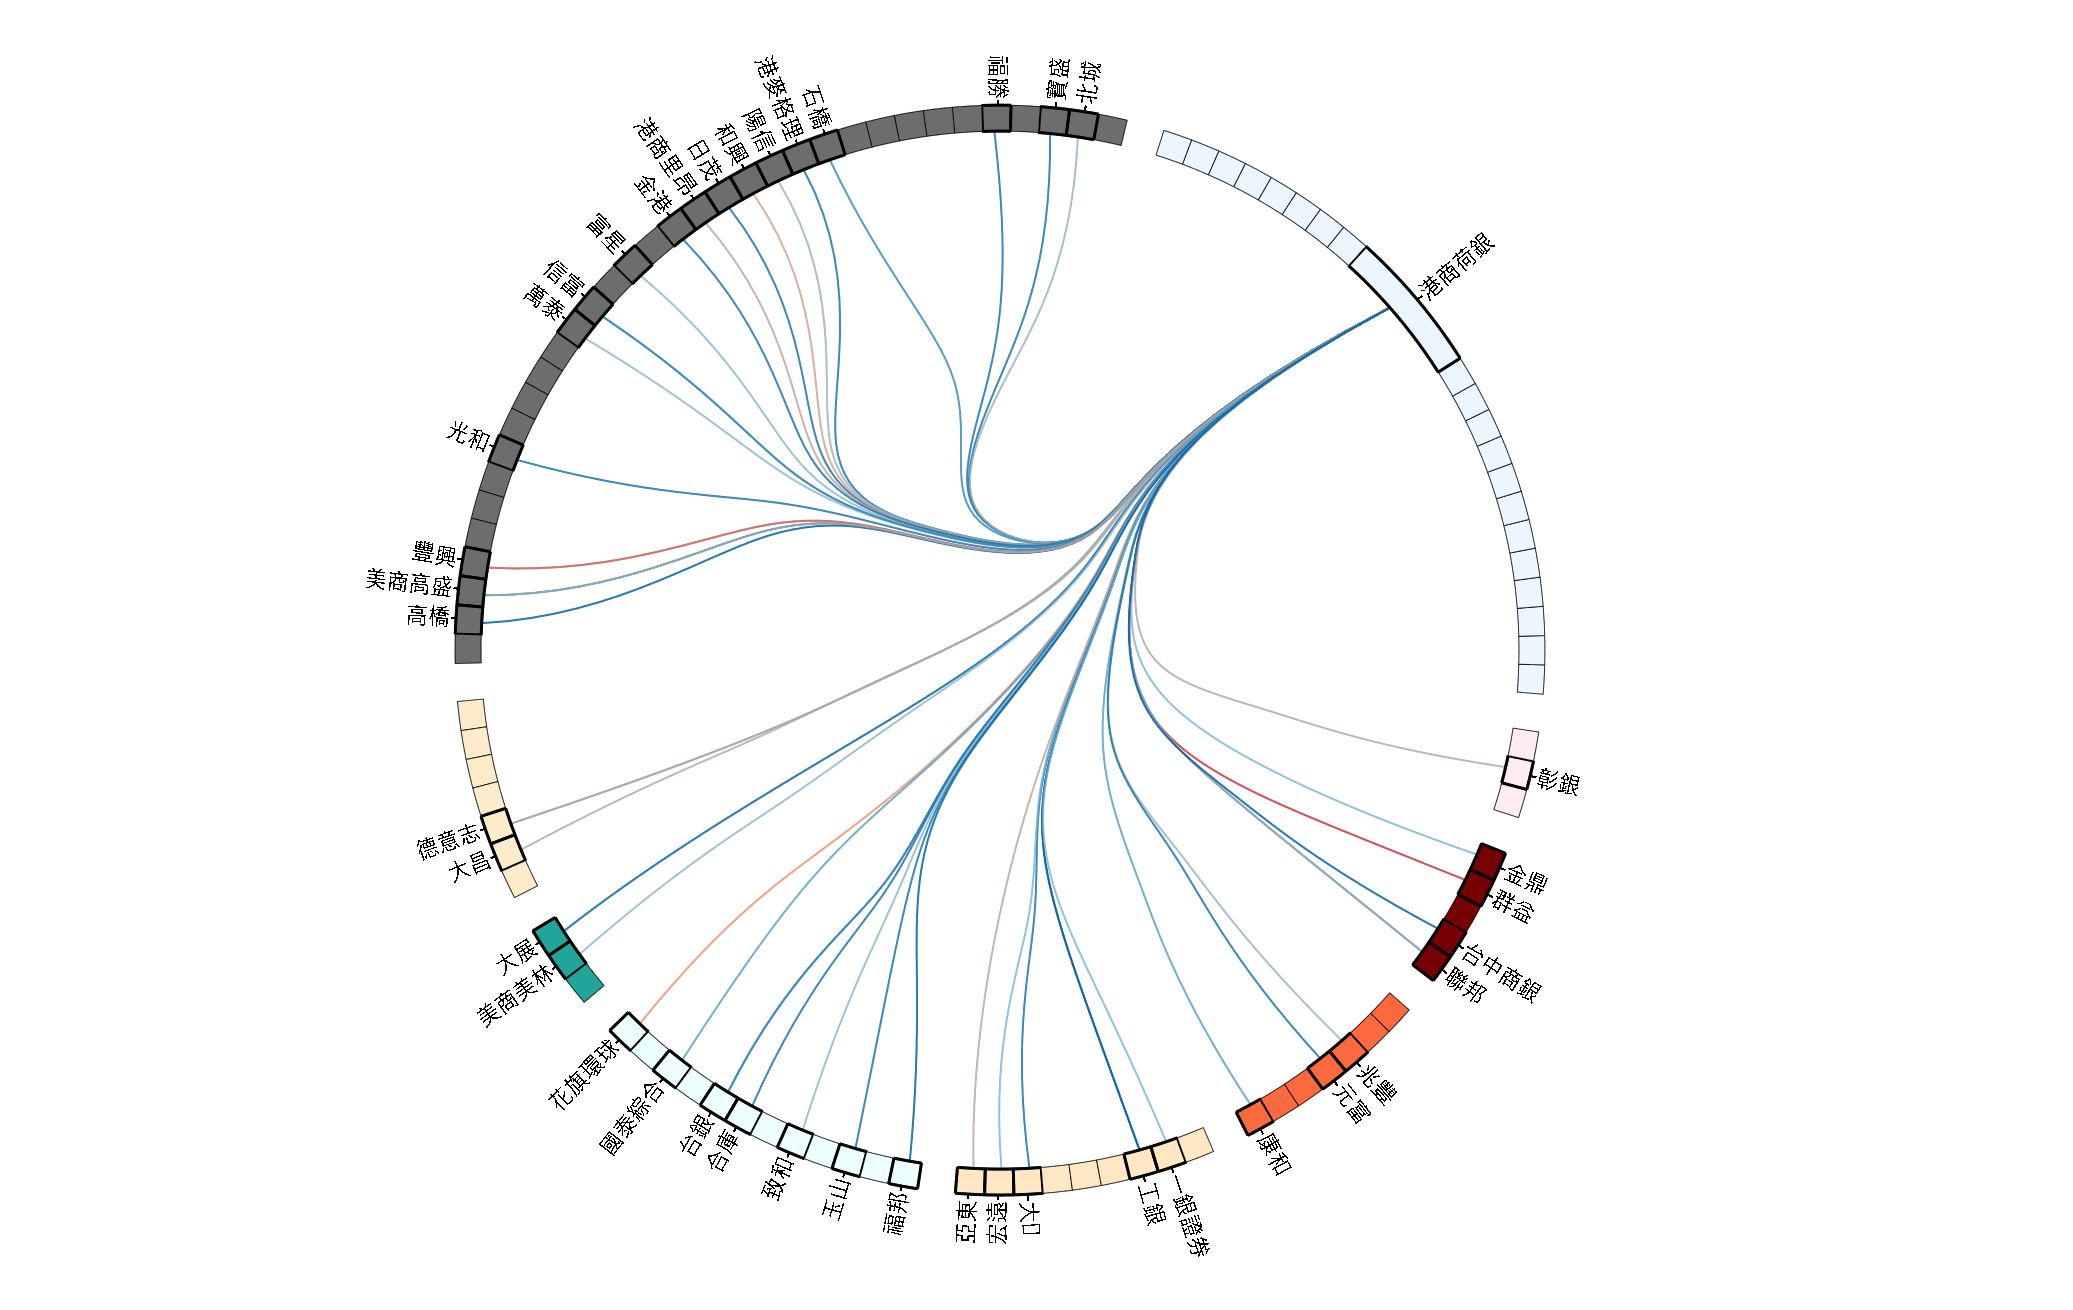 福勝
寶盛
北城
石橋
港麥格理
陽信
和興
日茂
港商里昂
金港
富星
信富
萬泰
光和
豐興
美商高盛
高橋
德意志
大昌
大展
美商美林
花旗環球
國泰綜合
台銀
合庫
致和
玉山
福邦
亞東
宏遠
大□
工銀
一銀證券
康和
元富
兆豐
聯邦
台中商銀
群益
金鼎
彰銀
港商荷銀